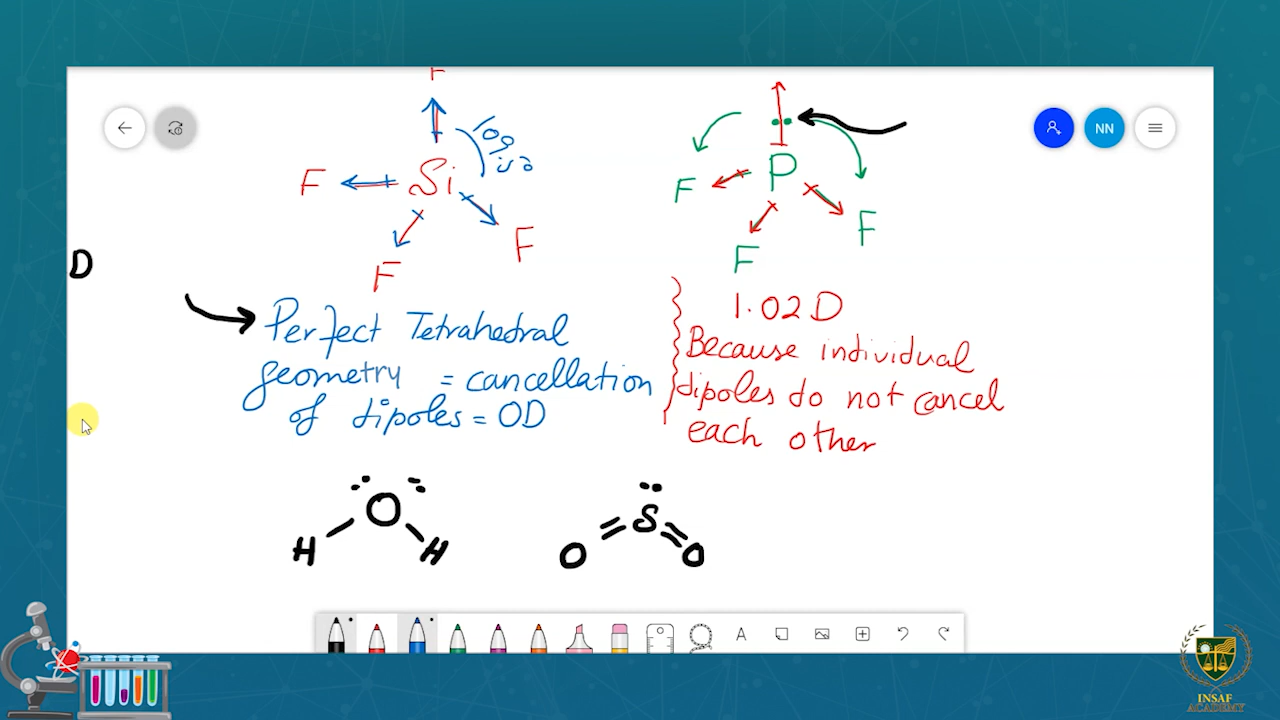 F
109
F Si
F
F
P
F
F
F
D
Perfect Tetrahedral
geometry = cancellation
of dipoles = 0D
1.02D
Because individual
dipoles do not cancel
each other
O
H H
S
O O
NN
A
INSAF
ACADEMY